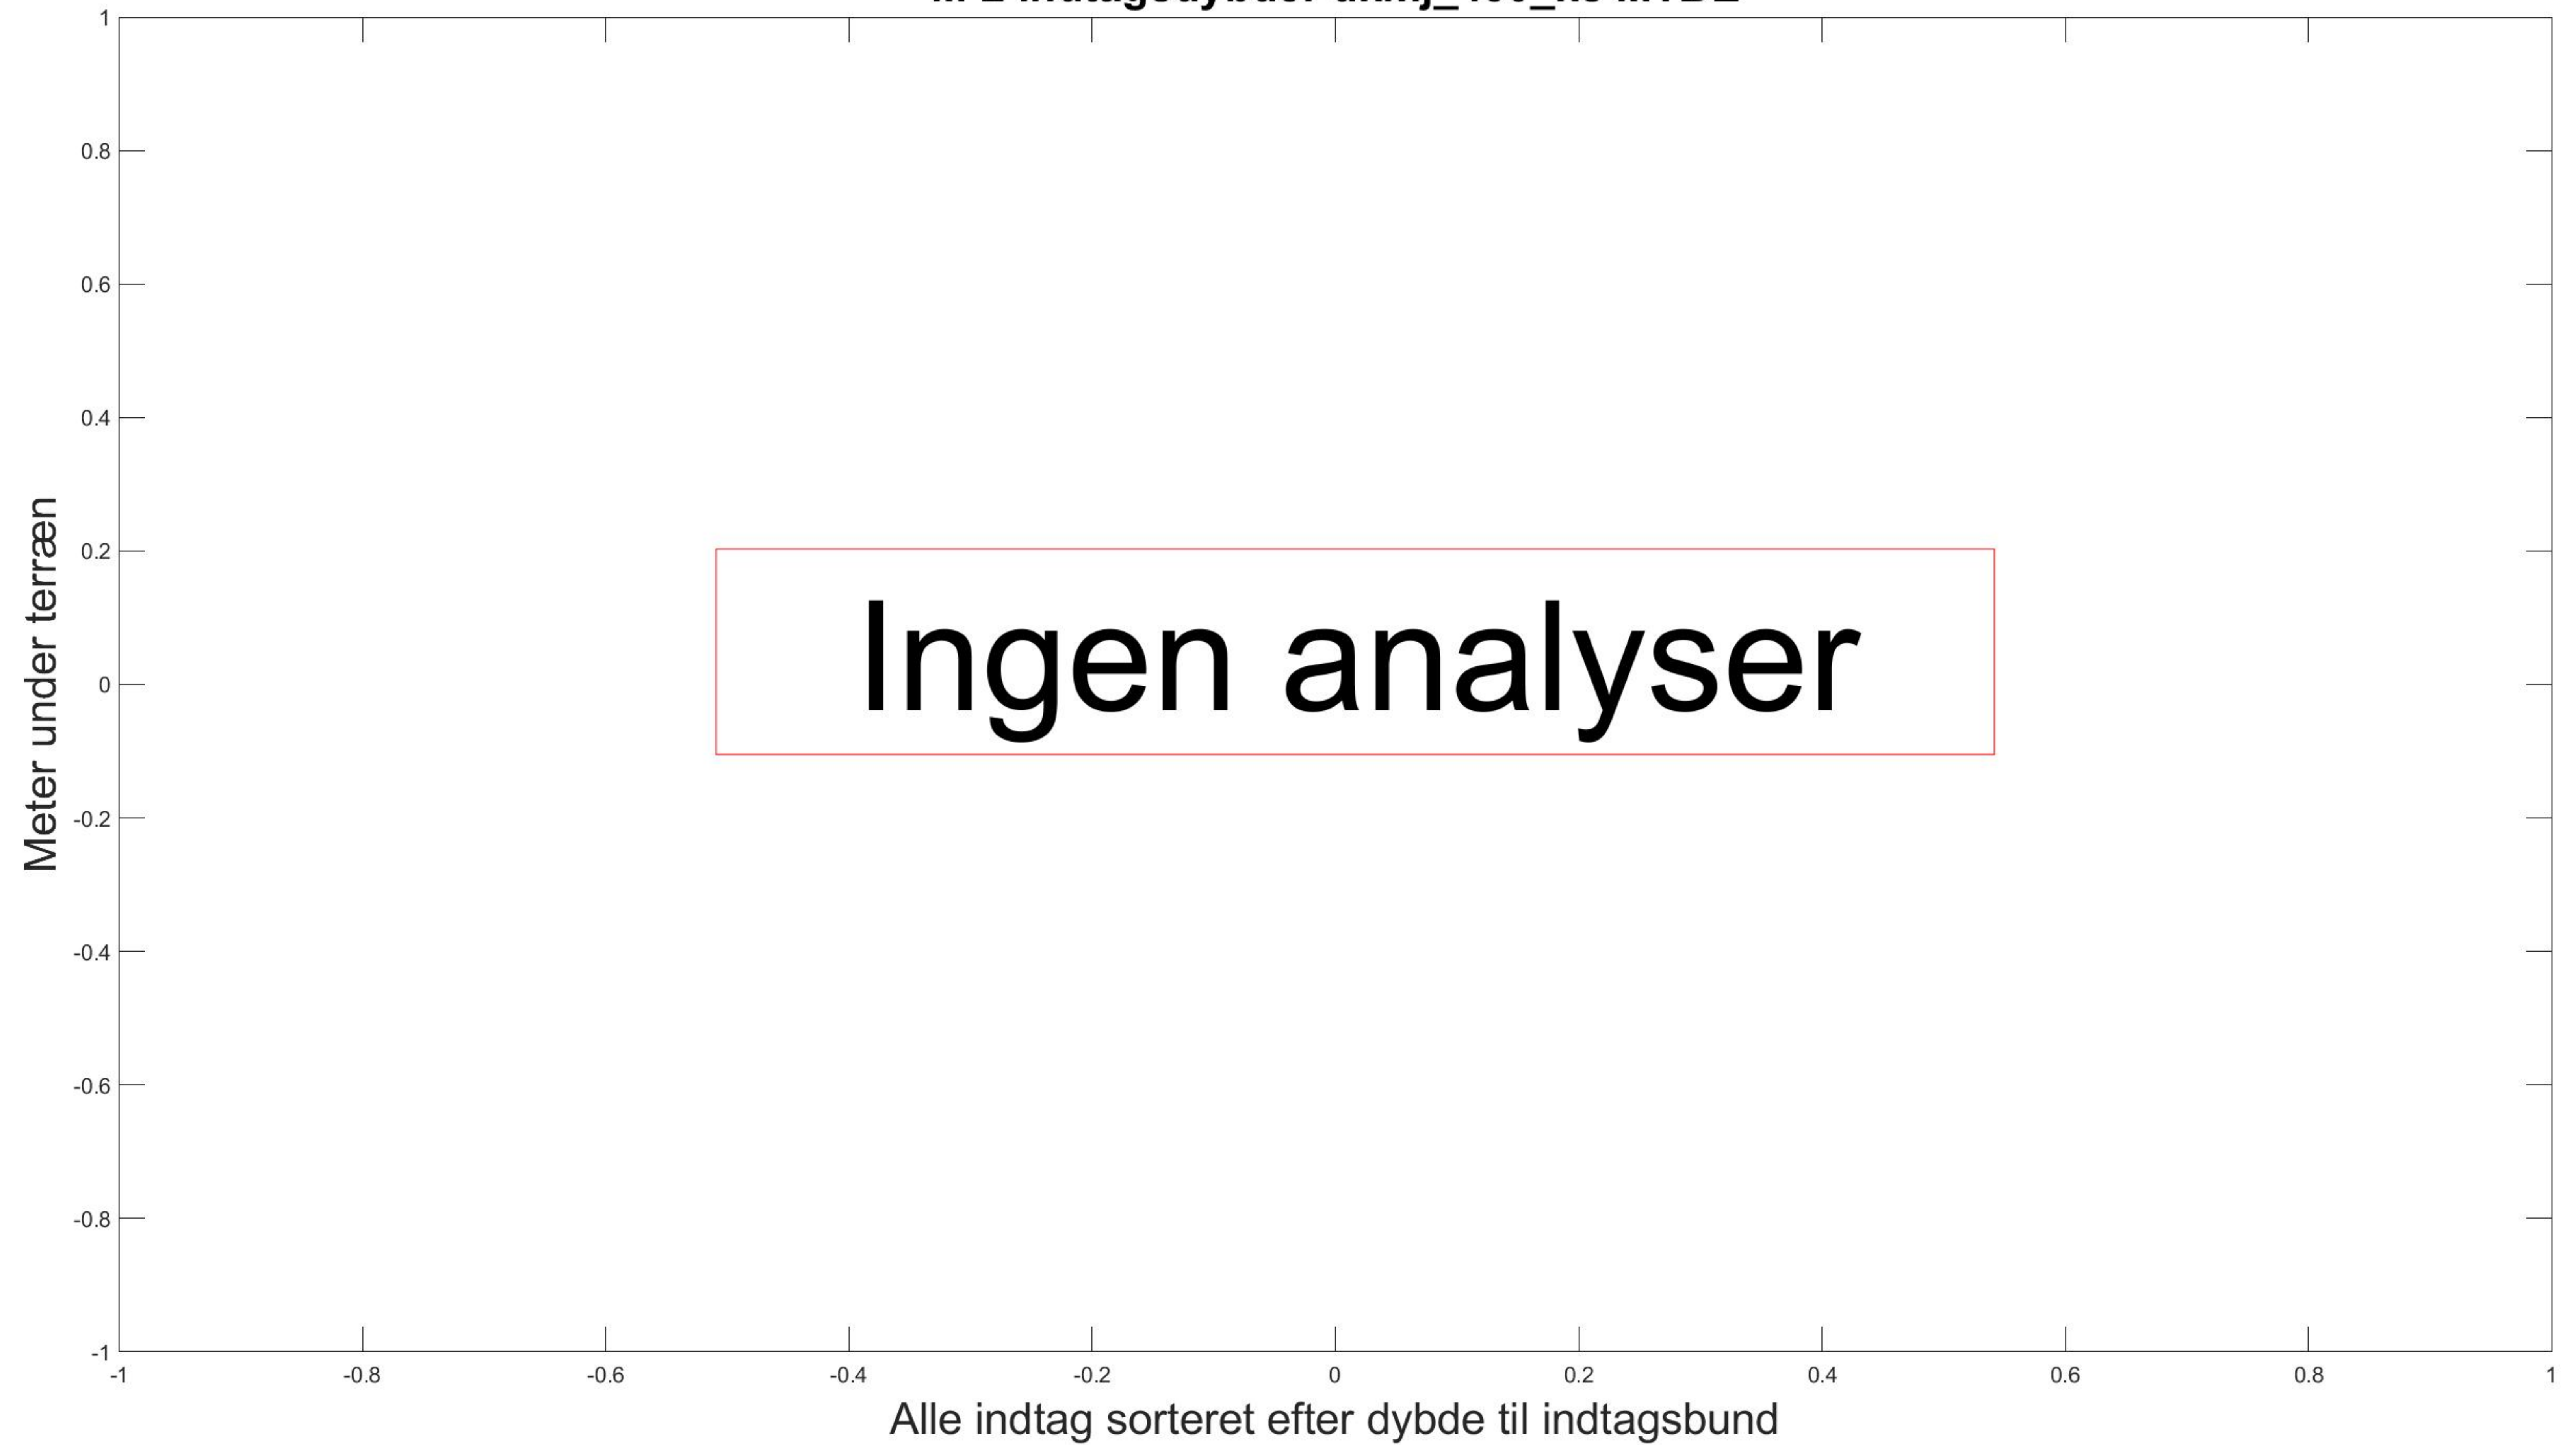 1
0.8
0.6
0.4
0.2
0
-0.2
-0.4
-0.6
-0.8
-1
Meter under terræn
Ingen analyser
-1 -0.8 -0.6 -0.4 -0.2 0 0.2 0.4 0.6 0.8 1
Alle indtag sorteret efter dybde til indtagsbund